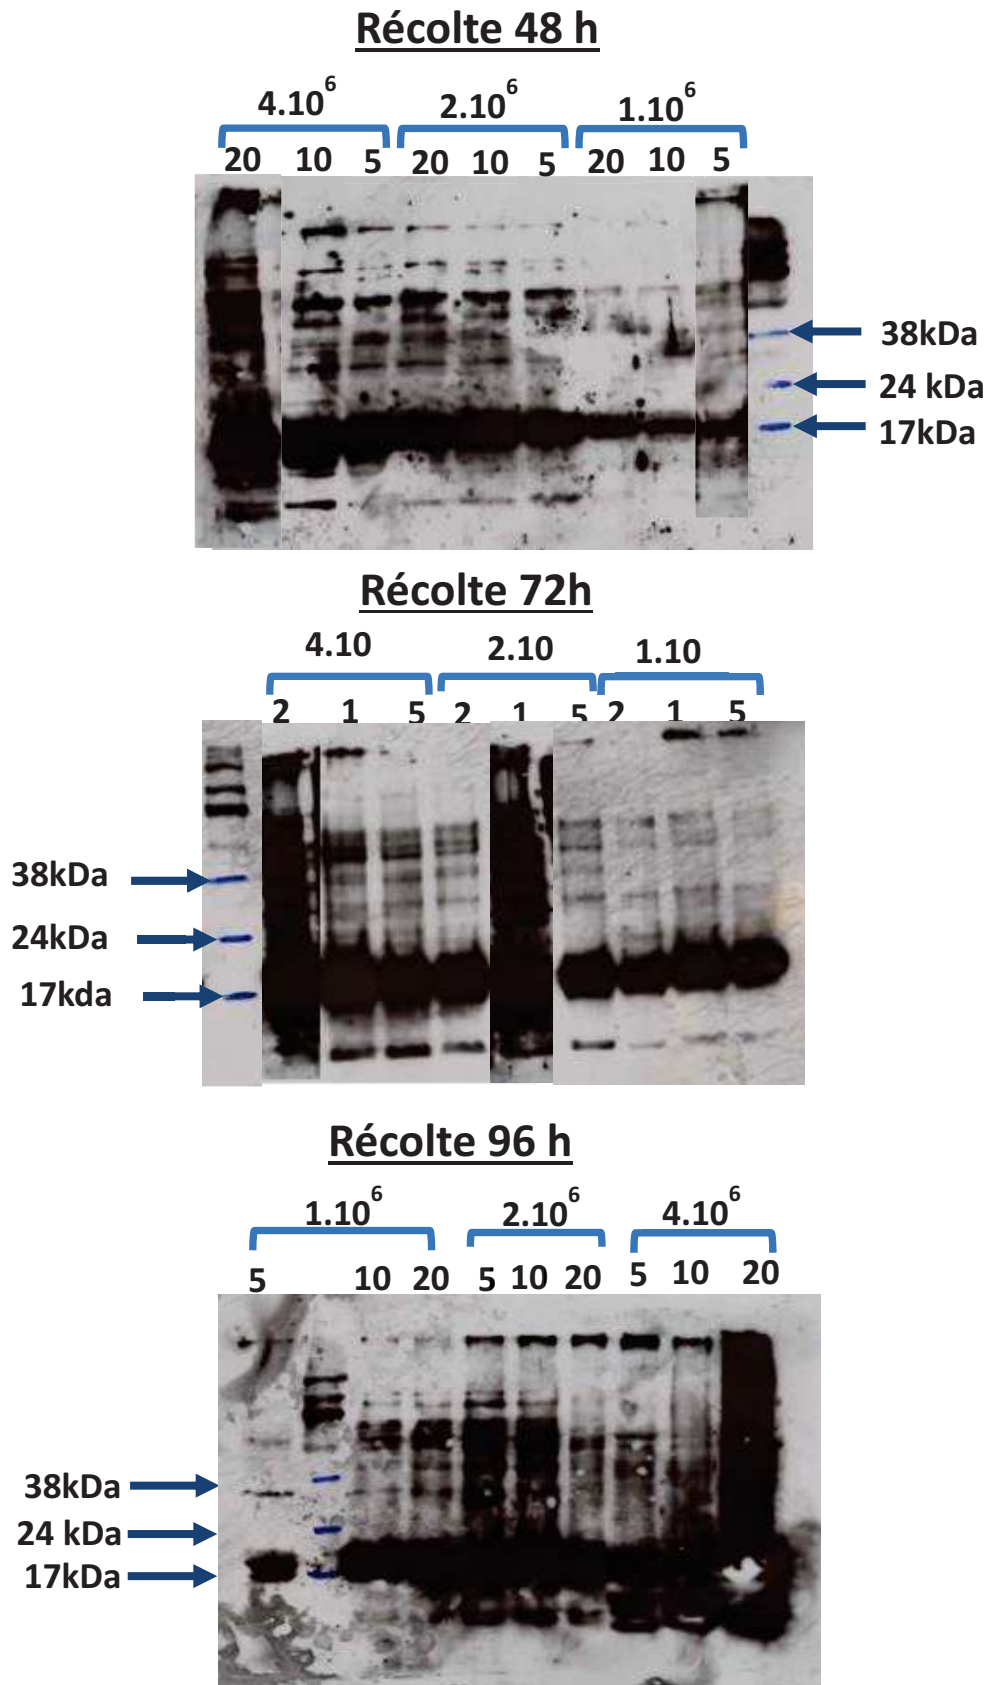 Récolte 48 h
4.10⁶ 2.10⁶ 1.10⁶
20 10 5 20 10 5 20 10 5
38kDa
24 kDa
17kDa
Récolte 72h
4.10 2.10 1.10
2 1 5 2 1 5 2 1 5
38kDa
24kDa
17kda
Récolte 96 h
1.10⁶ 2.10⁶ 4.10⁶
5 10 20 5 10 20 5 10 20
38kDa
24 kDa
17kDa